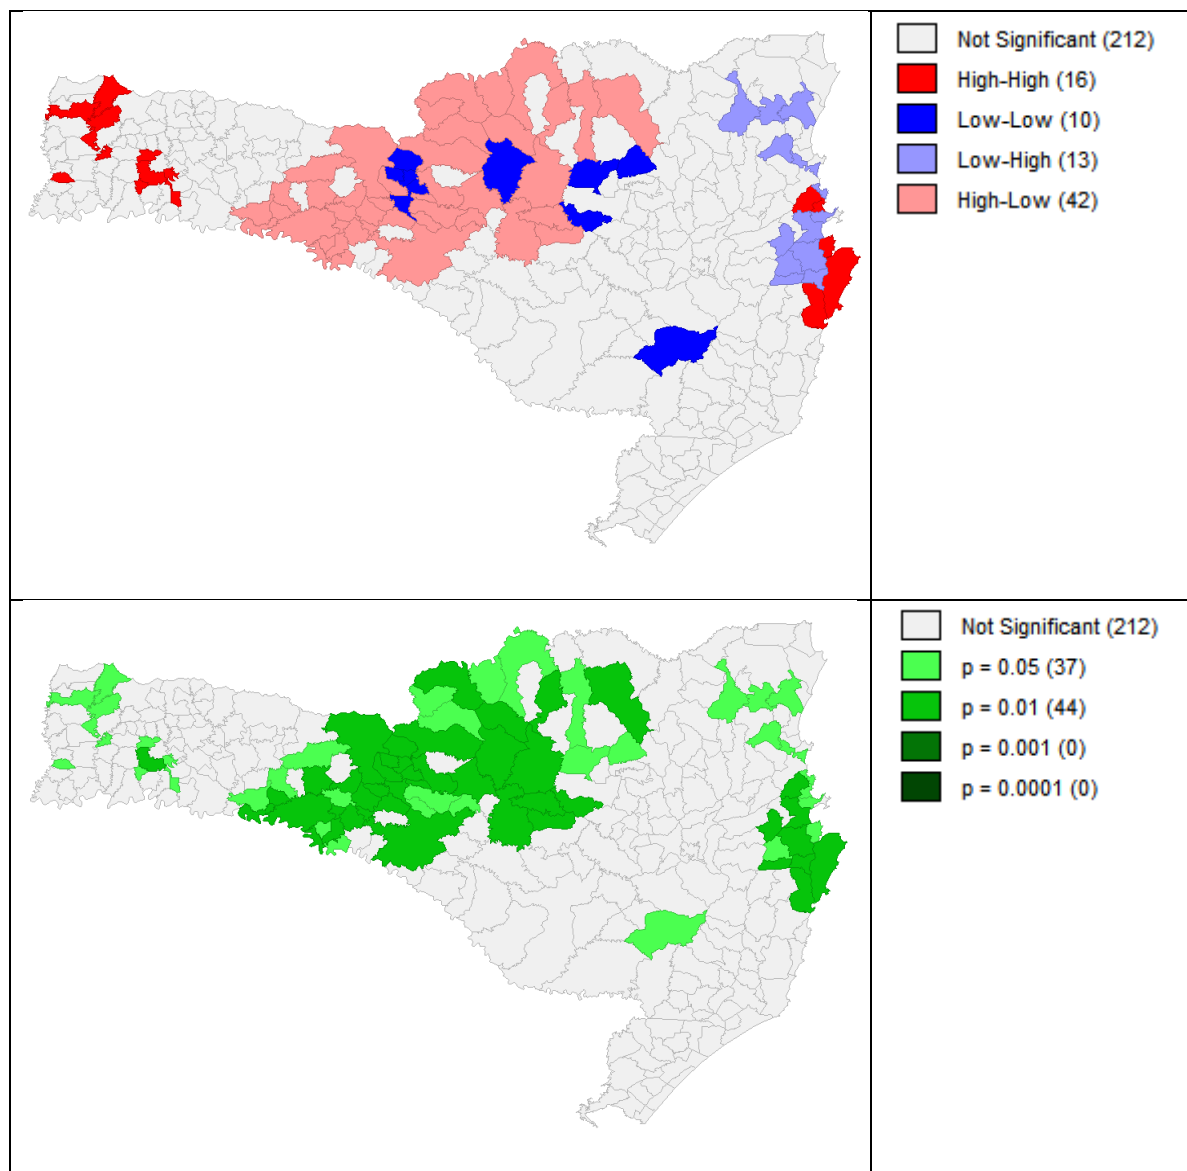 Not Significant (212)
High-High (16)
Low-Low (10)
Low-High (13)
High-Low (42)
Not Significant (212)
p = 0.05 (37)
p = 0.01 (44)
p = 0.001 (0)
p = 0.0001 (0)